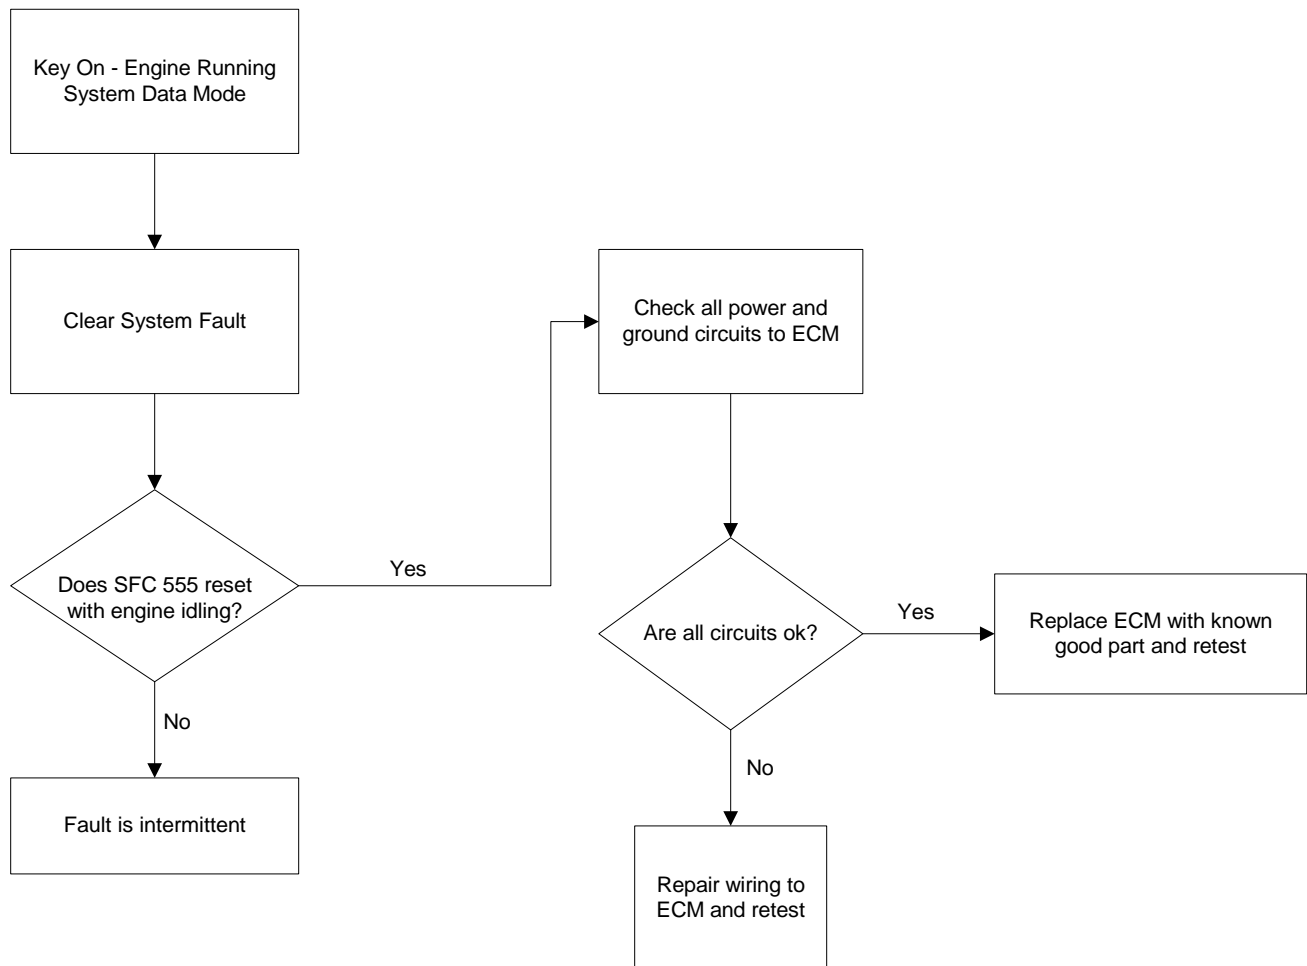 Key On - Engine Running
System Data Mode
Clear System Fault
Does SFC 555 reset
with engine idling?
Yes
No
Fault is intermittent
Check all power and
ground circuits to ECM
Are all circuits ok?
Yes
Replace ECM with known
good part and retest
No
Repair wiring to
ECM and retest